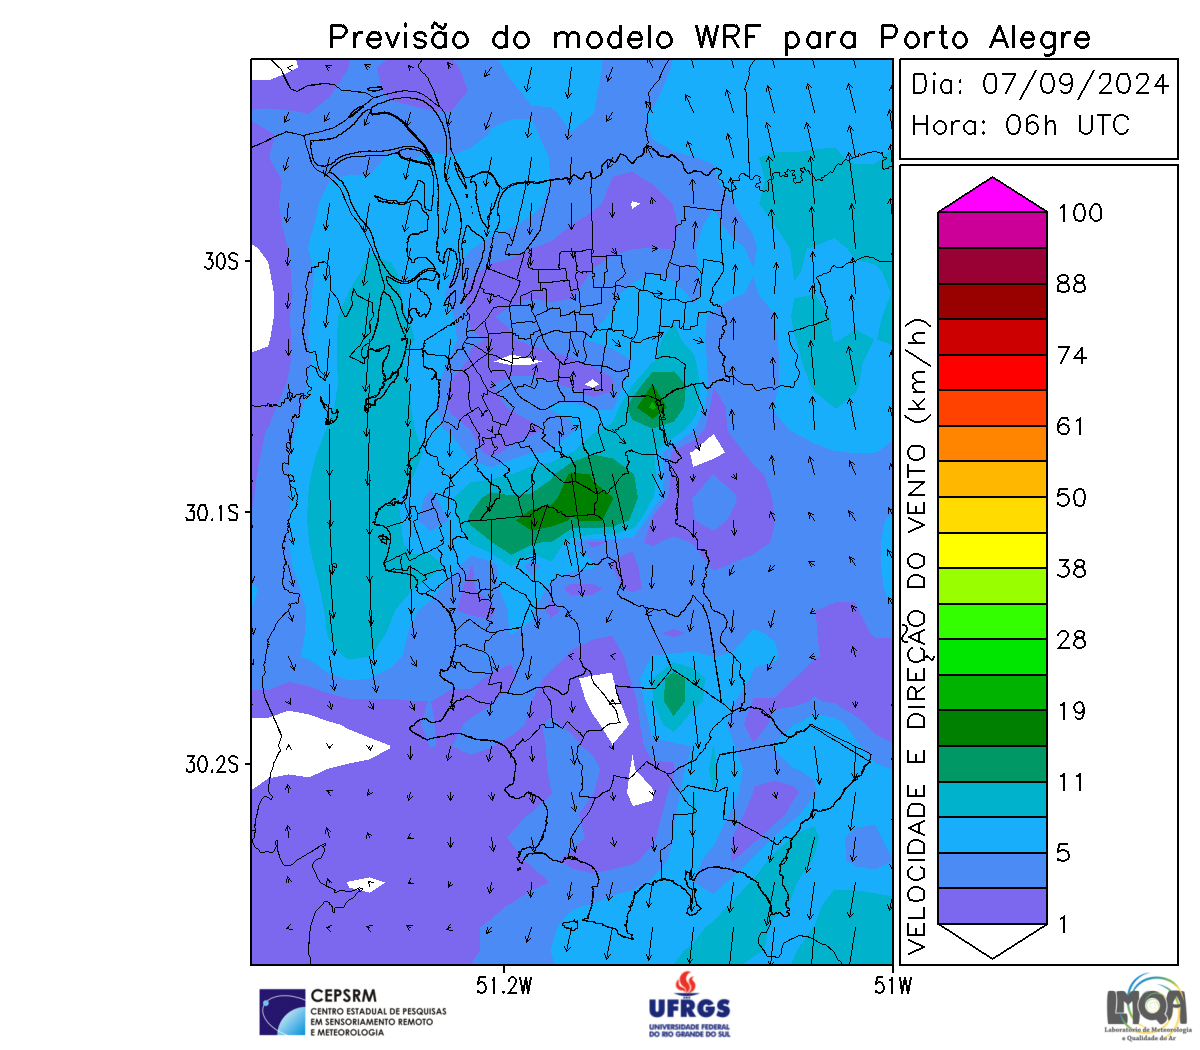 Previsão do modelo WRF para Porto Alegre
Dia: 07/09/2024
Hora: 06h UTC
100
88
74
61
50
38
28
19
11
5
1
VELOCIDADE E DIREÇÃO DO VENTO (km/h)
30S
30.1S
30.2S
51.2W
51W
CEPSRM
CENTRO ESTADUAL DE PESQUISAS
EM SENSORIAMENTO REMOTO
E METEOROLOGIA
UFRGS
UNIVERSIDADE FEDERAL
DO RIO GRANDE DO SUL
LMQA
Laboratório de Meteorologia
e Qualidade do Ar